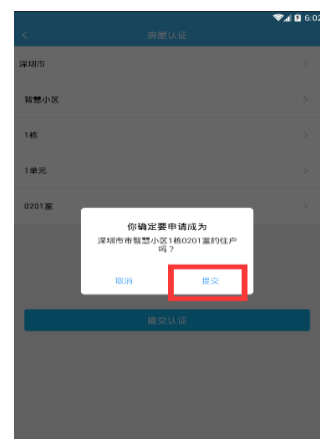 6:02
房屋认证
深圳市
智慧小区
1栋
1单元
0201室
你确定要申请成为
深圳市市智慧小区1栋0201室的住户
吗？
取消
提交
提交认证